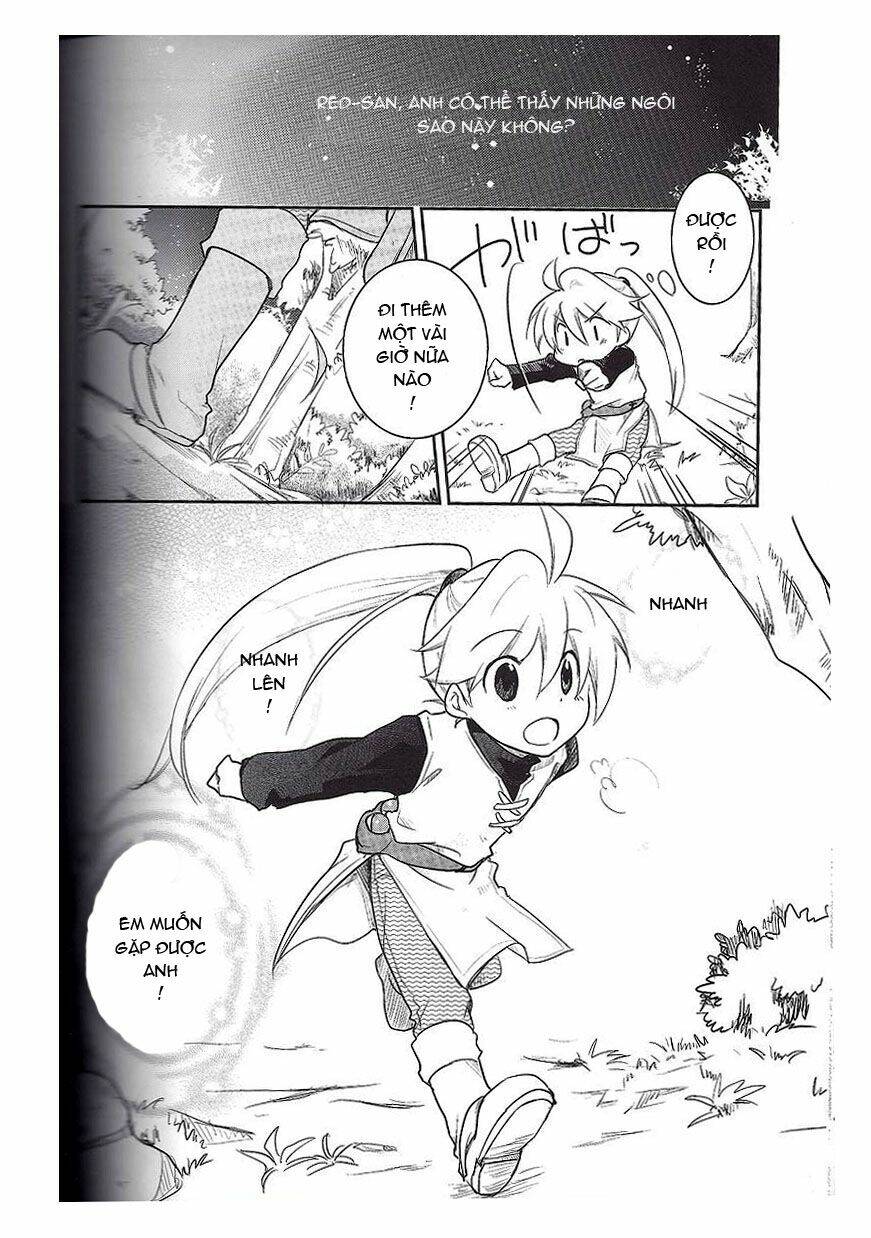 REO-SAN, ANH CÓ THỂ THẤY NHỮNG NGÔI
SAO NÀY KHÔNG?
ĐƯỢC
RỒI
!
がばっ
ĐI THÊM
MỘT VÀI
GIỜ NỮA
NÀO
!
NHANH
NHANH
LÊN
!
EM MUỐN
GẶP ĐƯỢC
ANH
!